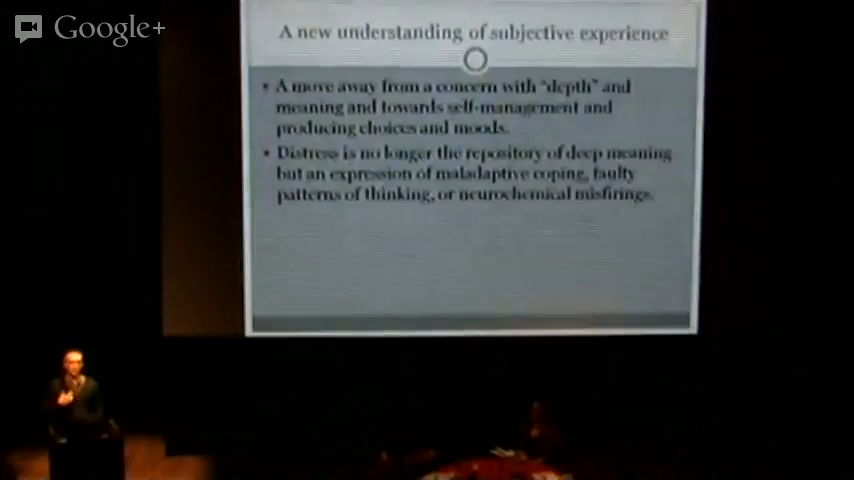 Google+
A new understanding of subjective experience
• A move away from a concern with "depth" and
meaning and towards self-management and
producing choices and moods.
• Distress is no longer the repository of deep meaning
but an expression of maladaptive coping, faulty
patterns of thinking, or neurochemical misfirings.